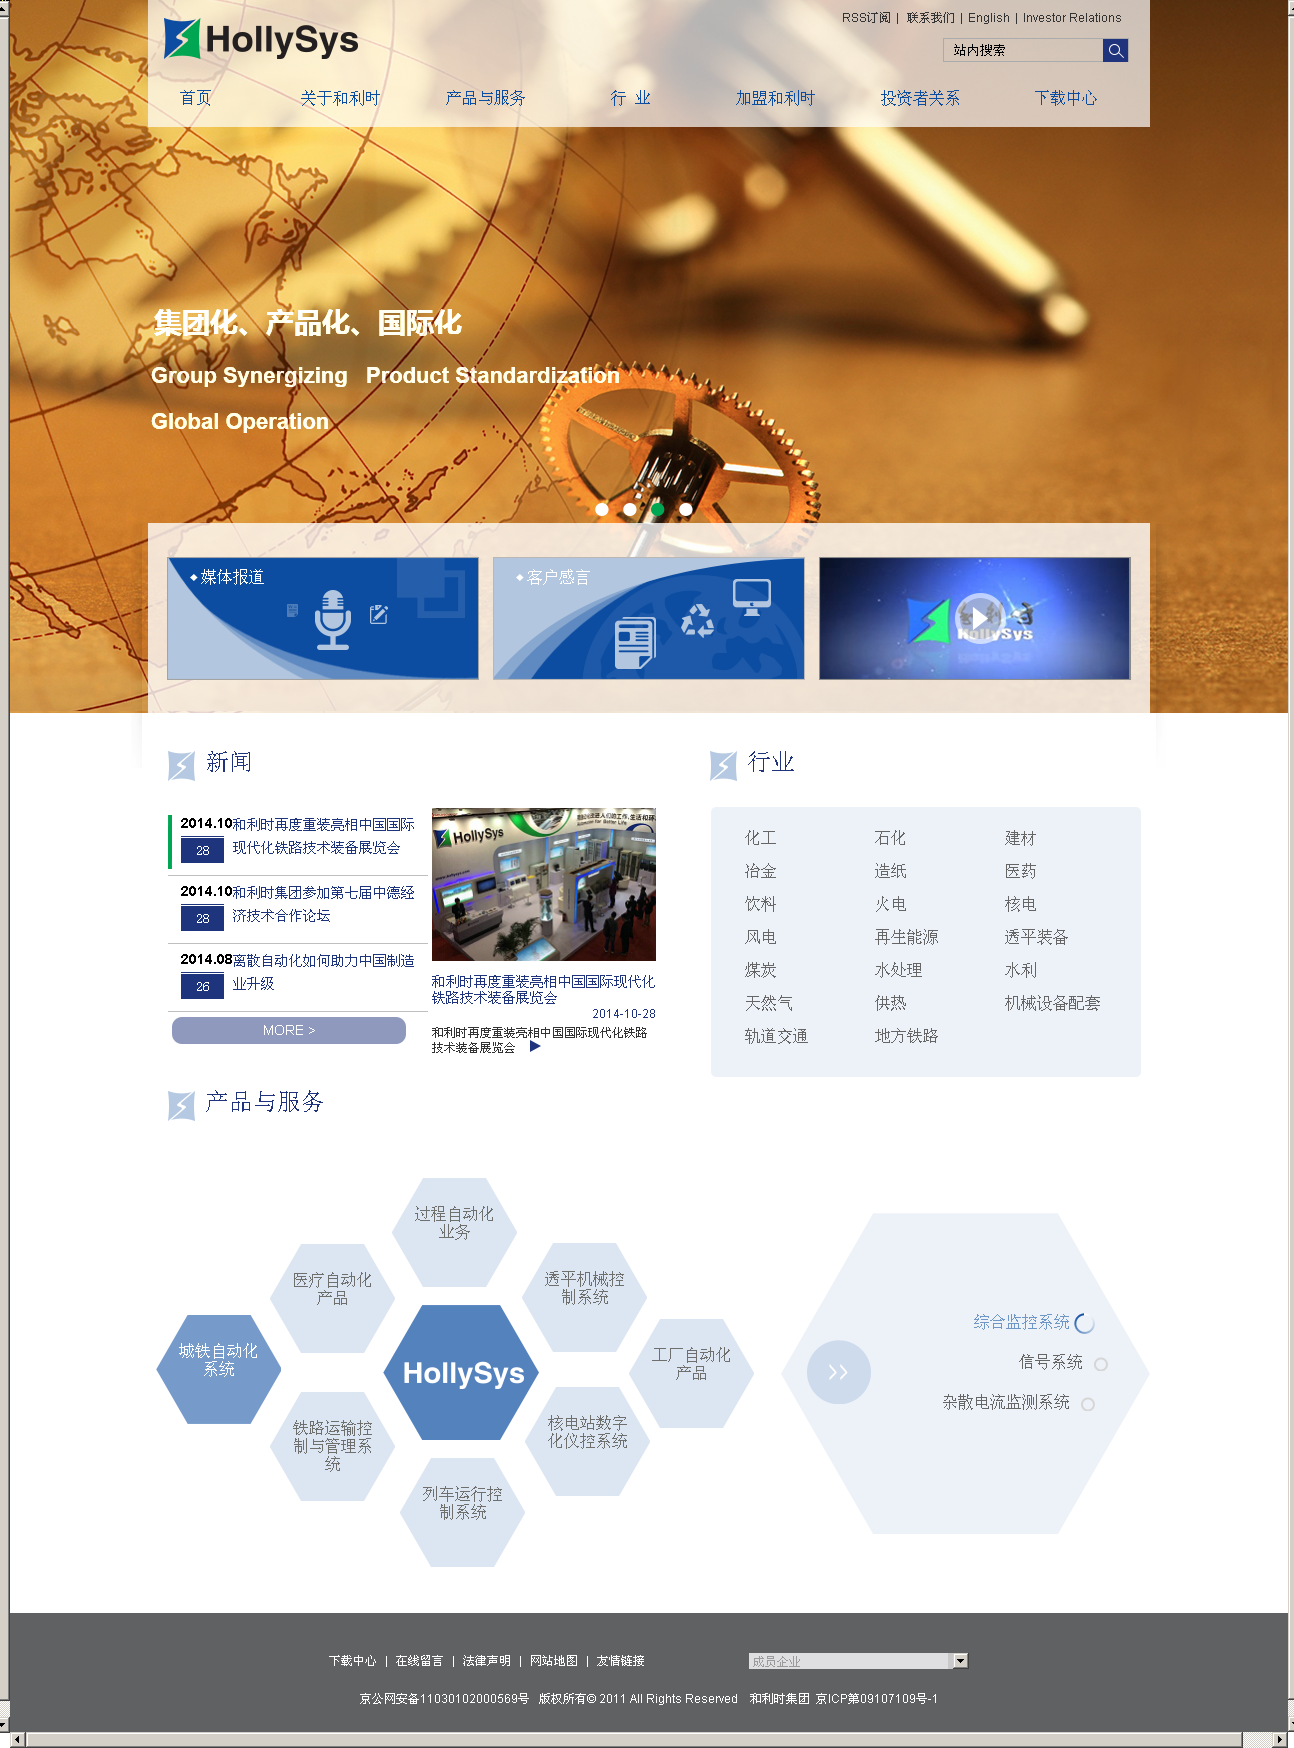 HollySys
RSS订阅 | 联系我们 | English | Investor Relations
站内搜索
首页 关于和利时 产品与服务 行 业 加盟和利时 投资者关系 下载中心
集团化、产品化、国际化
Group Synergizing Product Standardization
Global Operation
媒体报道
客户感言
HollySys
新闻
2014.10
28
和利时再度重装亮相中国国际
现代化铁路技术装备展览会
2014.10
28
和利时集团参加第七届中德经
济技术合作论坛
2014.08
26
离散自动化如何助力中国制造
业升级
MORE >
HollySys
和利时再度重装亮相中国国际现代化
铁路技术装备展览会
2014-10-28
和利时再度重装亮相中国国际现代化铁路
技术装备展览会
行业
化工 石化 建材
冶金 造纸 医药
饮料 火电 核电
风电 再生能源 透平装备
煤炭 水处理 水利
天然气 供热 机械设备配套
轨道交通 地方铁路
产品与服务
过程自动化
业务
医疗自动化
产品
透平机械控
制系统
城铁自动化
系统
HollySys
工厂自动化
产品
铁路运输控
制与管理系
统
核电站数字
化仪控系统
列车运行控
制系统
综合监控系统
信号系统
杂散电流监测系统
下载中心 | 在线留言 | 法律声明 | 网站地图 | 友情链接
成员企业
京公网安备11030102000569号 版权所有© 2011 All Rights Reserved 和利时集团 京ICP第09107109号-1